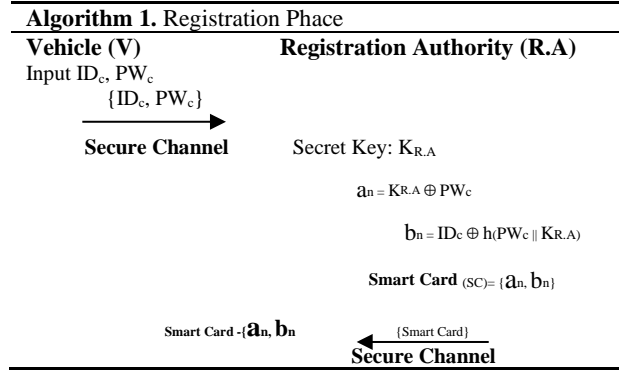 Algorithm 1. Registration Phace
Vehicle (V) Registration Authority (R.A)
Input IDc, PWc
{IDc, PWc}
Secure Channel Secret Key: KR.A
an = KR.A ⊕ PWc
bn = IDc ⊕ h(PWc || KR.A)
Smart Card (SC)= {an, bn}
Smart Card -{an, bn {Smart Card}
Secure Channel